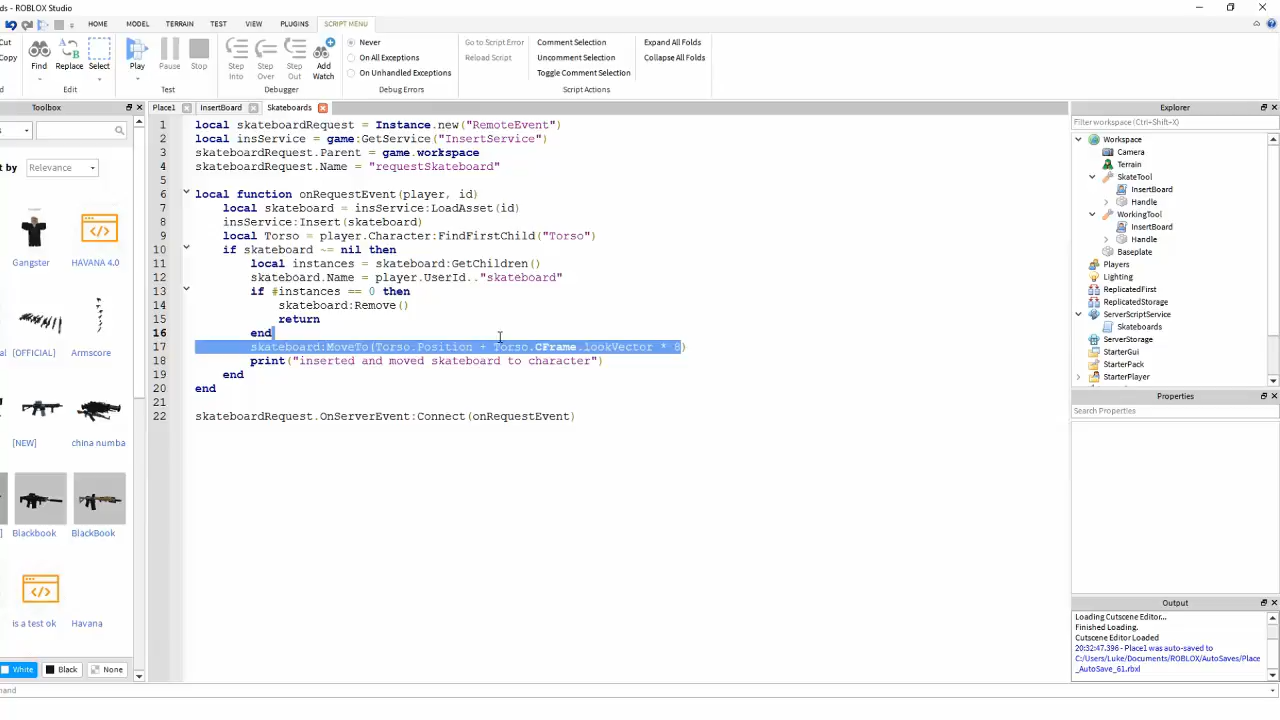 ds - ROBLOX Studio
HOME MODEL TERRAIN TEST VIEW PLUGINS SCRIPT MENU
Cut
Copy
Find Replace Select
Edit
Play Pause Stop
Test
Step Into Step Over Step Out Add Watch
Debugger
Never
On All Exceptions
On Unhandled Exceptions
Debug Errors
Go to Script Error
Reload Script
Comment Selection
Uncomment Selection
Toggle Comment Selection
Script Actions
Expand All Folds
Collapse All Folds
Toolbox
Place1 InsertBoard Skateboards
s
t by Relevance
Gangster HAVANA 4.0
al [OFFICIAL] Armscore
[NEW] china numba
] Blackbook BlackBook
is a test ok Havana
White Black None
mand
1 local skateboardRequest = Instance.new("RemoteEvent")
2 local insService = game:GetService("InsertService")
3 skateboardRequest.Parent = game.workspace
4 skateboardRequest.Name = "requestSkateboard"
5
6 local function onRequestEvent(player, id)
7 local skateboard = insService:LoadAsset(id)
8 insService:Insert(skateboard)
9 local Torso = player.Character:FindFirstChild("Torso")
10 if skateboard ~= nil then
11 local instances = skateboard:GetChildren()
12 skateboard.Name = player.UserId.."skateboard"
13 if #instances == 0 then
14 skateboard:Remove()
15 return
16 end
17 skateboard:MoveTo(Torso.Position + Torso.CFrame.lookVector * 8)
18 print("inserted and moved skateboard to character")
19 end
20 end
21
22 skateboardRequest.OnServerEvent:Connect(onRequestEvent)
Explorer
Filter workspace (Ctrl+Shift+X)
Workspace
Camera
Terrain
SkateTool
InsertBoard
Handle
WorkingTool
InsertBoard
Handle
Baseplate
Players
Lighting
ReplicatedFirst
ReplicatedStorage
ServerScriptService
Skateboards
ServerStorage
StarterGui
StarterPack
StarterPlayer
Properties
Search Properties
Output
Loading Cutscene Editor...
Finished Loading.
Cutscene Editor Loaded
20:32:47.396 - Place1 was auto-saved to
C:/Users/Luke/Documents/ROBLOX/AutoSaves/Place
_AutoSave_61.rbxl